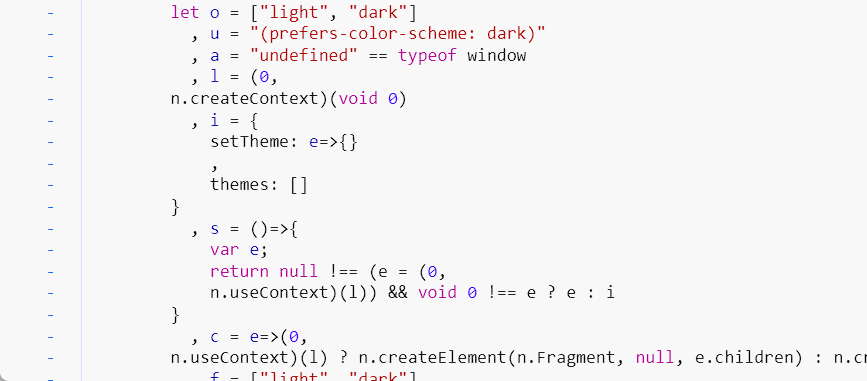 - let o = ["light", "dark"]
- , u = "(prefers-color-scheme: dark)"
- , a = "undefined" == typeof window
- , l = (0,
- n.createContext)(void 0)
- , i = {
- setTheme: e=>{}
- ,
- themes: []
- }
- , s = ()=>{
- var e;
- return null !== (e = (0,
- n.useContext)(l)) && void 0 !== e ? e : i
- }
- , c = e=>(0,
- n.useContext)(l) ? n.createElement(n.Fragment, null, e.children) : n.cr
f = ["light", "dark"]